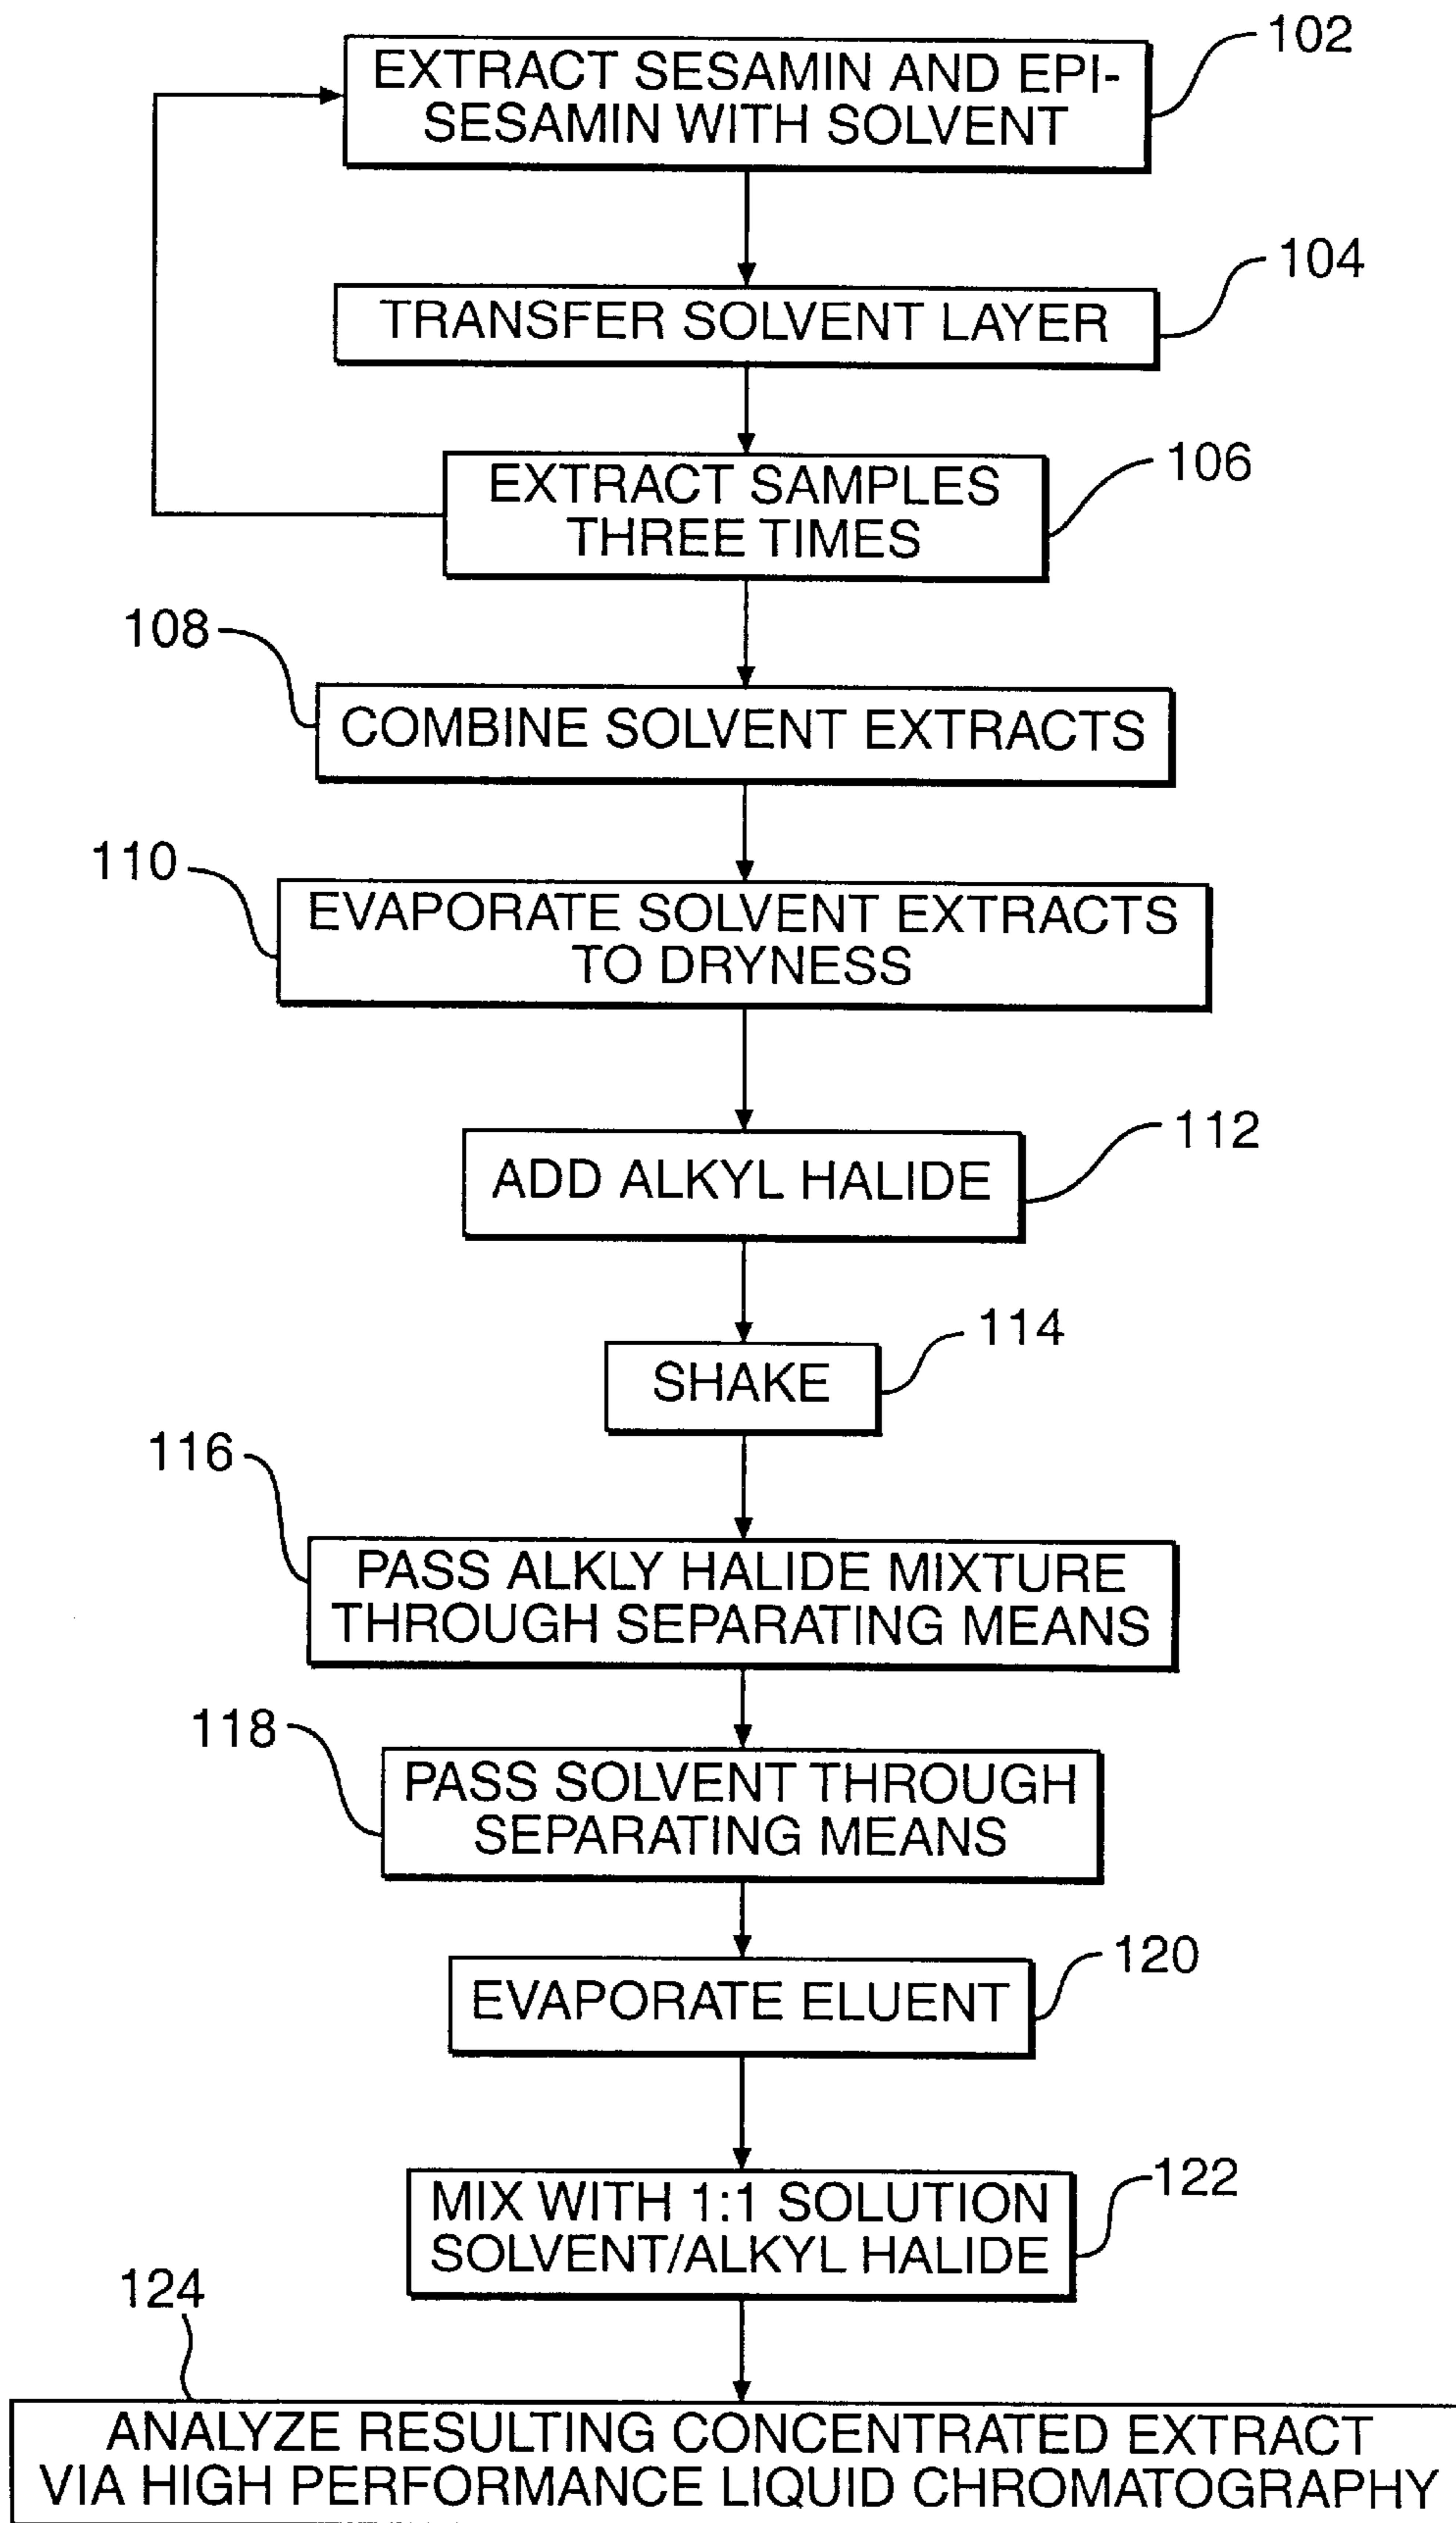 102
EXTRACT SESAMIN AND EPI-
SESAMIN WITH SOLVENT
104
TRANSFER SOLVENT LAYER
106
EXTRACT SAMPLES
THREE TIMES
108
COMBINE SOLVENT EXTRACTS
110
EVAPORATE SOLVENT EXTRACTS
TO DRYNESS
112
ADD ALKYL HALIDE
114
SHAKE
116
PASS ALKLY HALIDE MIXTURE
THROUGH SEPARATING MEANS
118
PASS SOLVENT THROUGH
SEPARATING MEANS
120
EVAPORATE ELUENT
122
MIX WITH 1:1 SOLUTION
SOLVENT/ALKYL HALIDE
124
ANALYZE RESULTING CONCENTRATED EXTRACT
VIA HIGH PERFORMANCE LIQUID CHROMATOGRAPHY